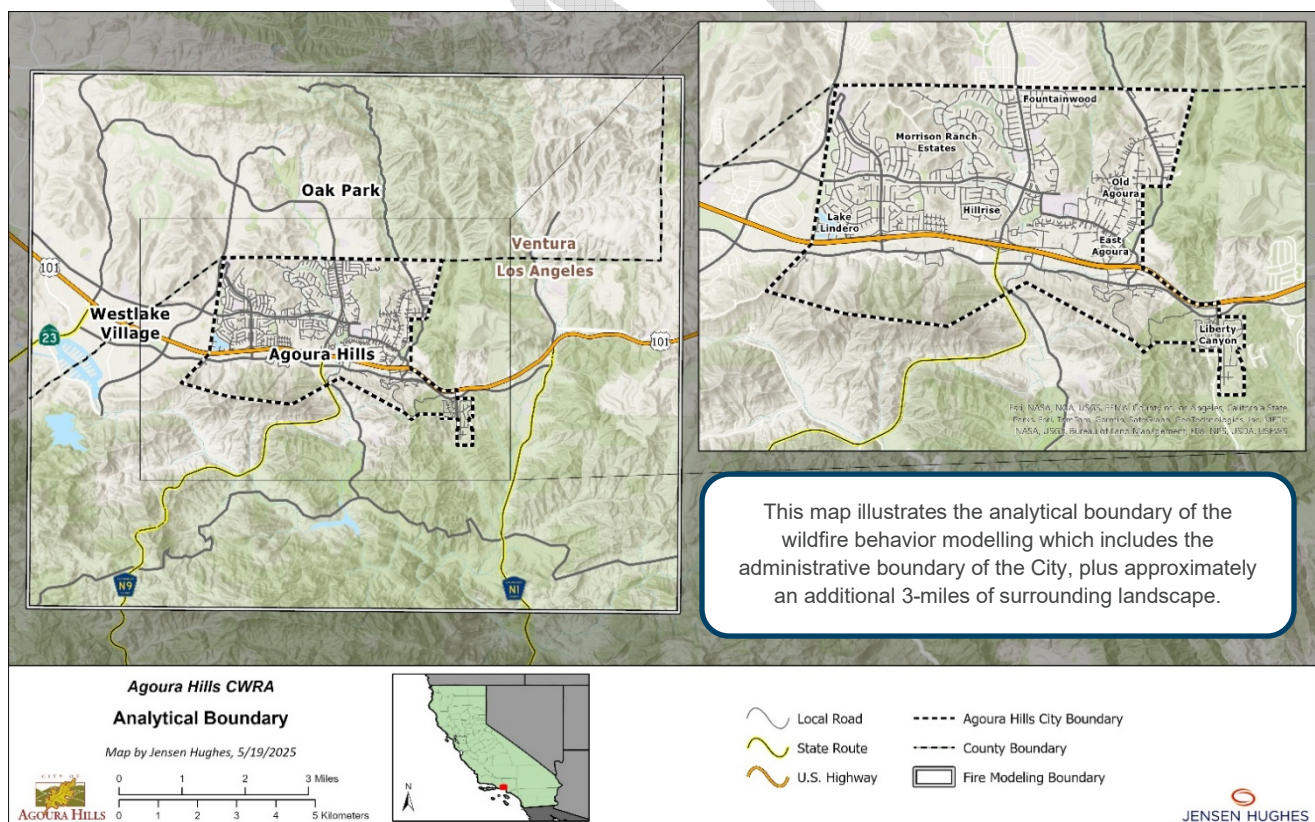 Oak Park
Ventura
Los Angeles
101
Westlake
Village
23
Agoura Hills
101
N9
N1
Fountainwood
Morrison Ranch
Estates
Old
Agoura
Hillrise
Lake
Lindero
East
Agoura
Liberty
Canyon
This map illustrates the analytical boundary of the
wildfire behavior modelling which includes the
administrative boundary of the City, plus approximately
an additional 3-miles of surrounding landscape.
Agoura Hills CWRA
Analytical Boundary
Map by Jensen Hughes, 5/19/2025
0 1 2 3 Miles
0 1 2 3 4 5 Kilometers
CITY OF
AGOURA HILLS
N
Local Road
State Route
U.S. Highway
Agoura Hills City Boundary
County Boundary
Fire Modeling Boundary
JENSEN HUGHES